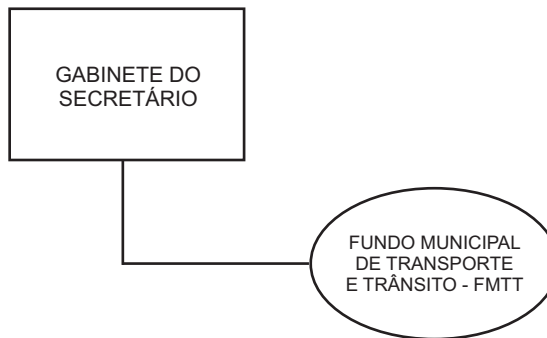 GABINETE DO
SECRETÁRIO
FUNDO MUNICIPAL
DE TRANSPORTE
E TRÂNSITO - FMTT